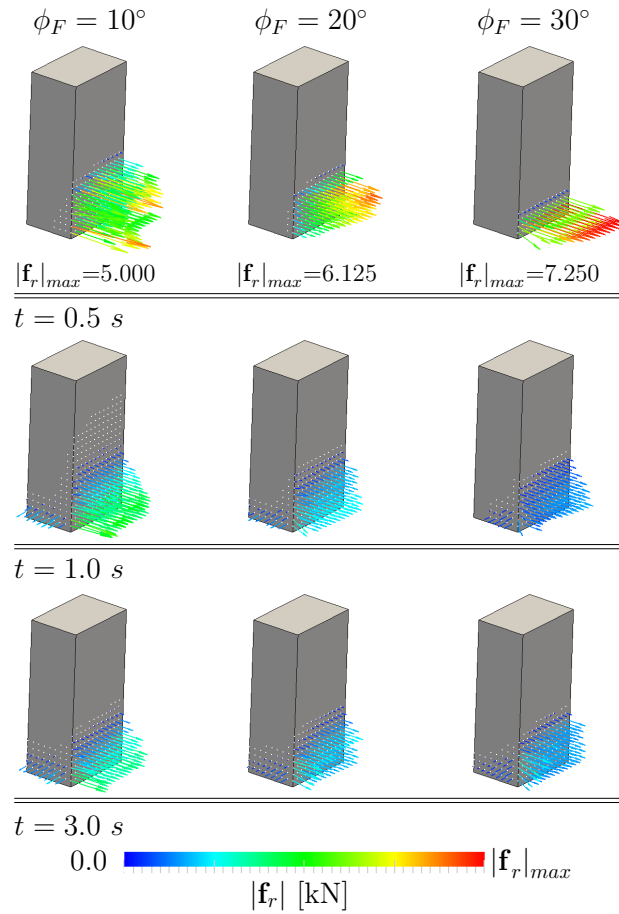 ϕ_F = 10° ϕ_F = 20° ϕ_F = 30°
|f_r|_max=5.000 |f_r|_max=6.125 |f_r|_max=7.250
t = 0.5 s
t = 1.0 s
t = 3.0 s
0.0 |f_r|_max
|f_r| [kN]